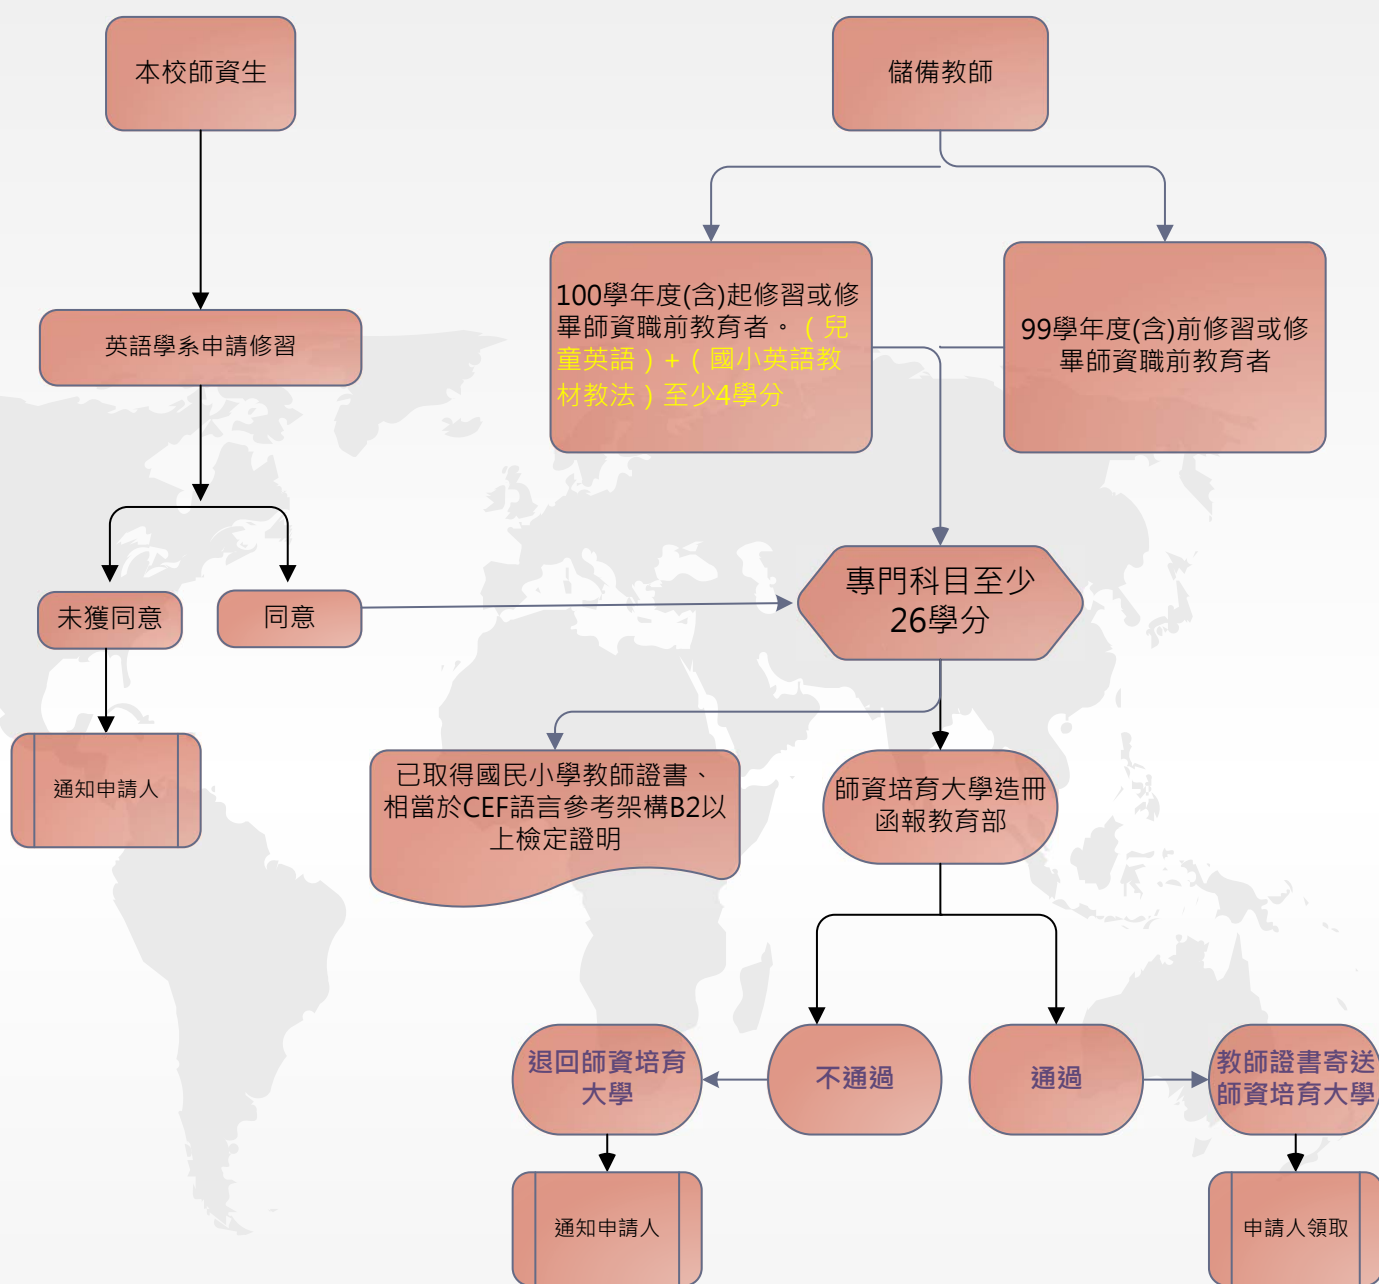 本校師資生
儲備教師
100學年度(含)起修習或修
畢師資職前教育者。(兒
童英語)+(國小英語教
材教法)至少4學分
99學年度(含)前修習或修
畢師資職前教育者
英語學系申請修習
未獲同意
同意
專門科目至少
26學分
通知申請人
已取得國民小學教師證書、
相當於CEF語言參考架構B2以
上檢定證明
師資培育大學造冊
函報教育部
退回師資培育
大學
不通過
通過
教師證書寄送
師資培育大學
通知申請人
申請人領取